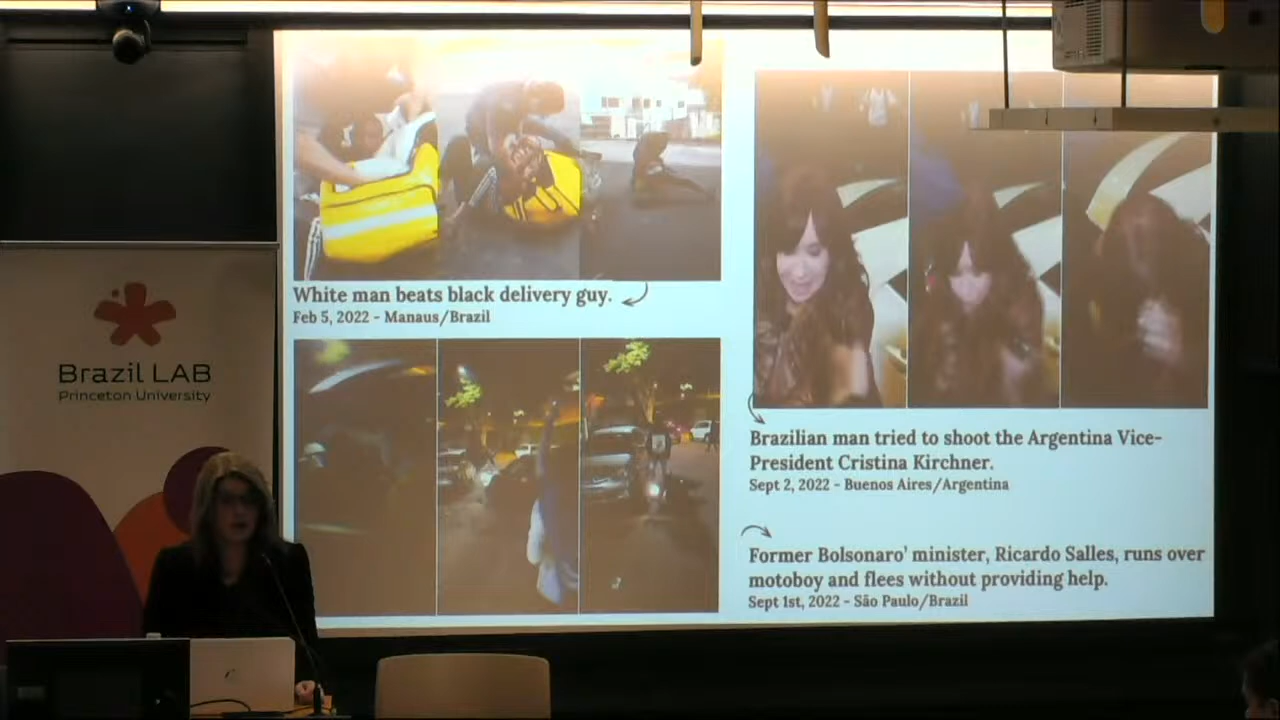 White man beats black delivery guy.
Feb 5, 2022 - Manaus/Brazil
Brazilian man tried to shoot the Argentina Vice-
President Cristina Kirchner.
Sept 2, 2022 - Buenos Aires/Argentina
Former Bolsonaro' minister, Ricardo Salles, runs over
motoboy and flees without providing help.
Sept 1st, 2022 - São Paulo/Brazil
Brazil LAB
Princeton University